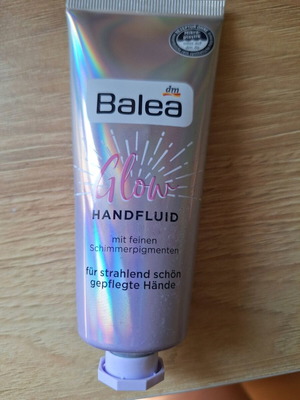 dm
Balea
Glow
HANDFLUID
mit feinen
Schimmerpigmenten
für strahlend schön
gepflegte Hände